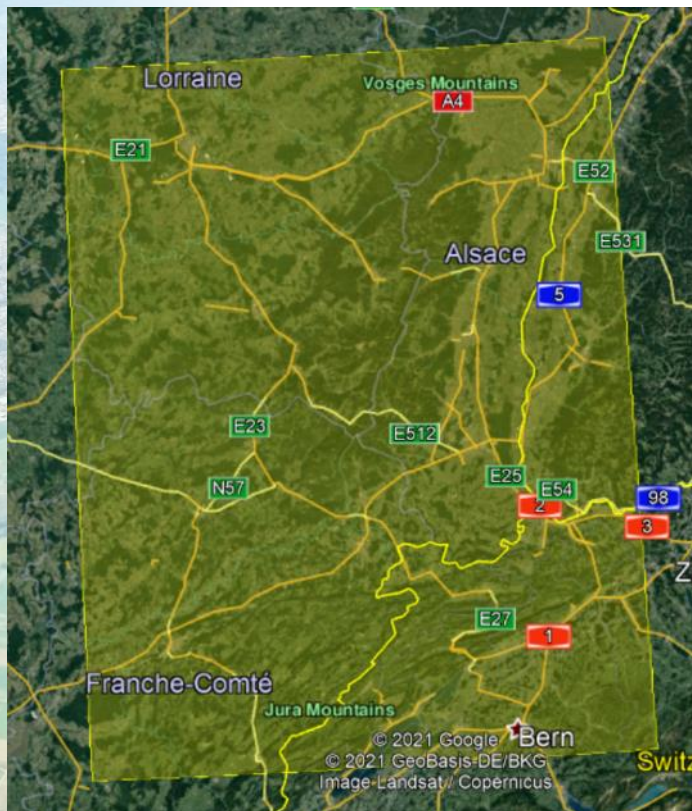 Lorraine
Vosges Mountains
A4
E21
E52
E531
Alsace
5
E23
E512
E25
E54
N57
98
2
3
Z
E27
1
Franche-Comté
Jura Mountains
Bern
© 2021 Google
© 2021 GeoBasis-DE/BKG
Switz
Image Landsat / Copernicus